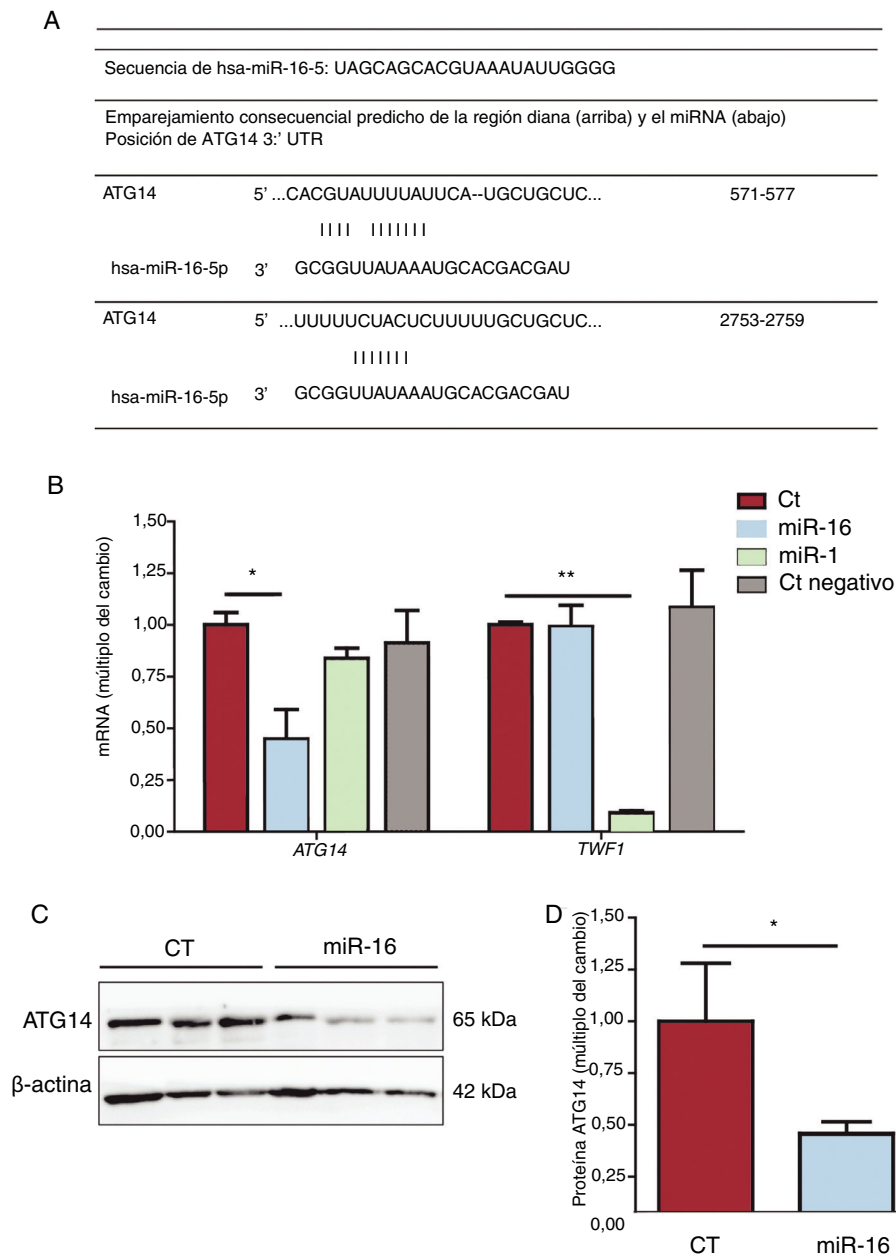 A
Secuencia de hsa-miR-16-5: UAGCAGCACGUAAAUAUUGGGG
Emparejamiento consecuencial predicho de la región diana (arriba) y el miRNA (abajo)
Posición de ATG14 3:' UTR
ATG14 5' ...CACGUAUUUUAUUCA--UGCUGCUC... 571-577
IIII IIIIIII
hsa-miR-16-5p 3' GCGGUUAUAAAUGCACGACGAU
ATG14 5' ...UUUUUCUACUCUUUUUGCUGCUC... 2753-2759
IIIIIII
hsa-miR-16-5p 3' GCGGUUAUAAAUGCACGACGAU
B
mRNA (múltiplo del cambio)
1,50
1,25
1,00
0,75
0,50
0,25
0,00
*
**
ATG14
TWF1
Ct
miR-16
miR-1
Ct negativo
C
CT
miR-16
ATG14
65 kDa
β-actina
42 kDa
D
Proteína ATG14 (múltiplo del cambio)
1,50
1,25
1,00
0,75
0,50
0,25
0,00
*
CT
miR-16